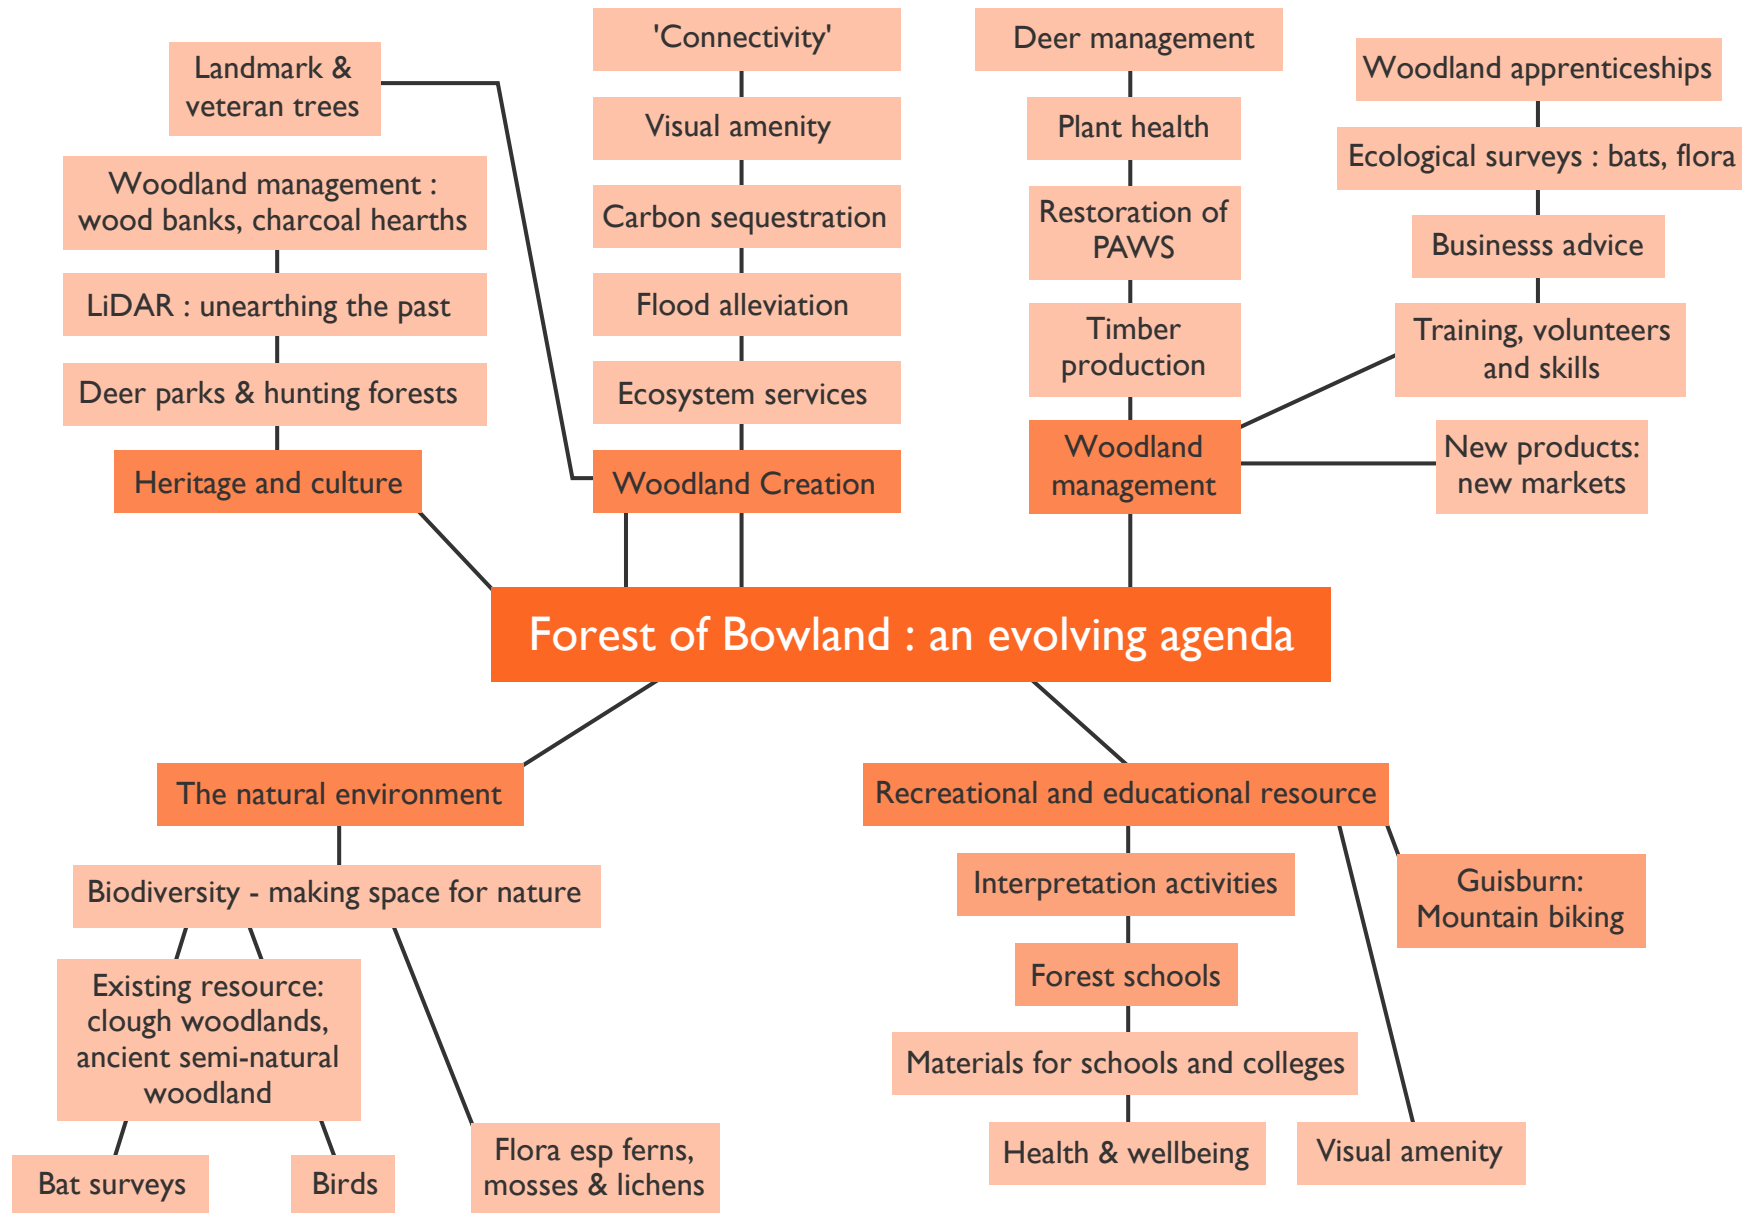 Landmark &
veteran trees
Woodland management :
wood banks, charcoal hearths
LiDAR : unearthing the past
Deer parks & hunting forests
Heritage and culture
'Connectivity'
Visual amenity
Carbon sequestration
Flood alleviation
Ecosystem services
Woodland Creation
Deer management
Plant health
Restoration of
PAWS
Timber
production
Woodland
management
Woodland apprenticeships
Ecological surveys : bats, flora
Businesss advice
Training, volunteers
and skills
New products:
new markets
Forest of Bowland : an evolving agenda
The natural environment
Biodiversity - making space for nature
Existing resource:
clough woodlands,
ancient semi-natural
woodland
Bat surveys
Birds
Flora esp ferns,
mosses & lichens
Recreational and educational resource
Interpretation activities
Forest schools
Materials for schools and colleges
Health & wellbeing
Visual amenity
Guisburn:
Mountain biking